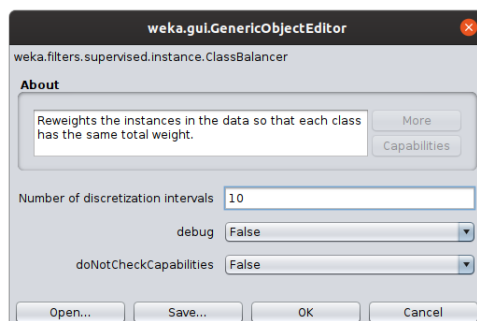 weka.gui.GenericObjectEditor
weka.filters.supervised.instance.ClassBalancer
About
Reweights the instances in the data so that each class
has the same total weight.
More
Capabilities
Number of discretization intervals 10
debug False
doNotCheckCapabilities False
Open... Save... OK Cancel